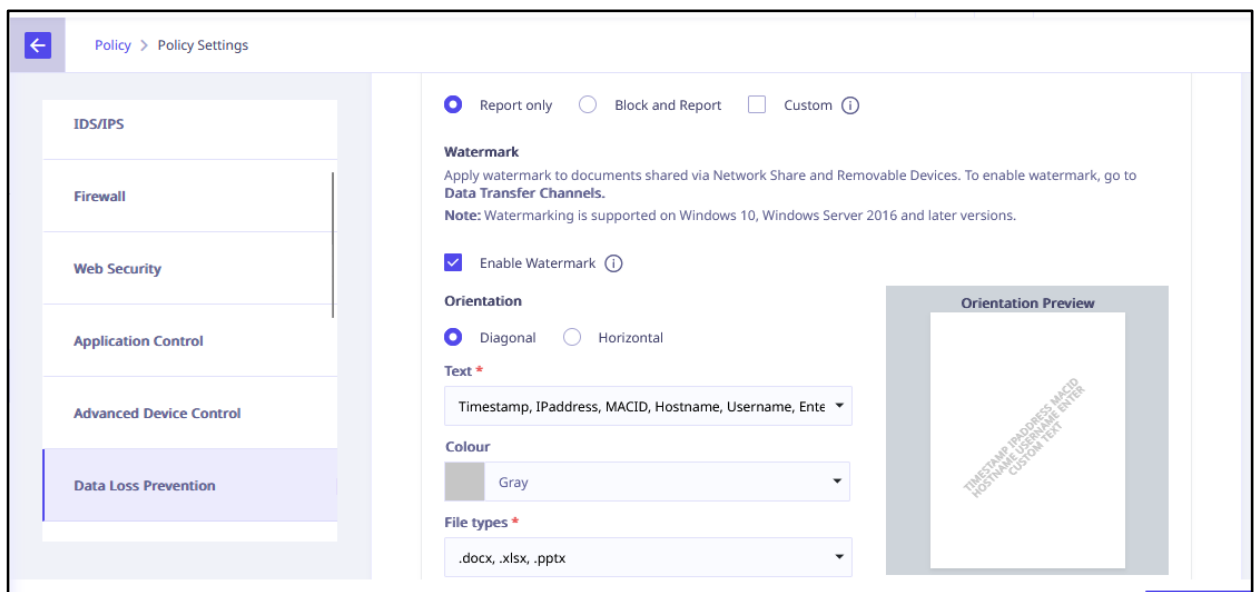 Policy > Policy Settings
IDS/IPS
Firewall
Web Security
Application Control
Advanced Device Control
Data Loss Prevention
Report only Block and Report Custom
Watermark
Apply watermark to documents shared via Network Share and Removable Devices. To enable watermark, go to
Data Transfer Channels.
Note: Watermarking is supported on Windows 10, Windows Server 2016 and later versions.
Enable Watermark
Orientation
Diagonal Horizontal
Text *
Timestamp, IPaddress, MACID, Hostname, Username, Ente
Colour
Gray
File types *
.docx, .xlsx, .pptx
Orientation Preview
TIMESTAMP IPADDRESS MACID
HOSTNAME USERNAME ENTER
CUSTOM TEXT